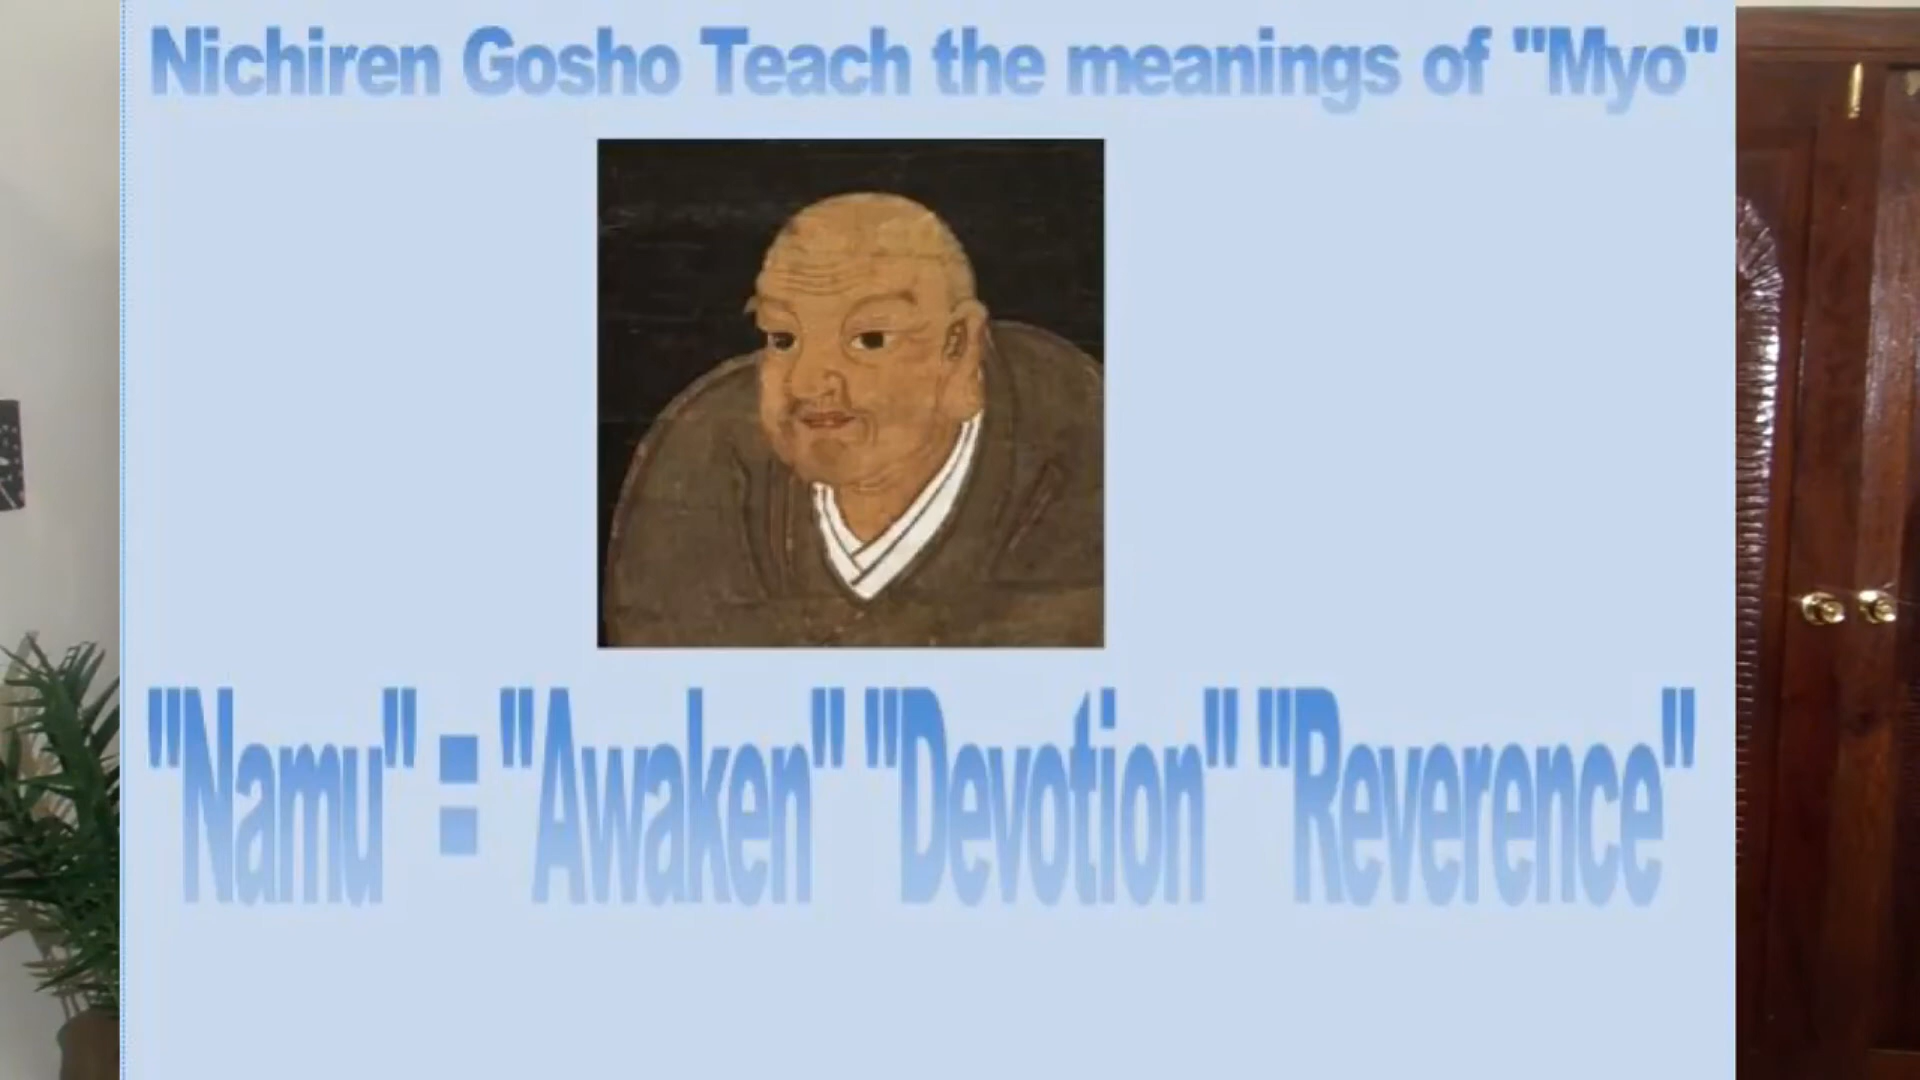 Nichiren Gosho Teach the meanings of "Myo"
"Namu" = "Awaken" "Devotion" "Reverence"